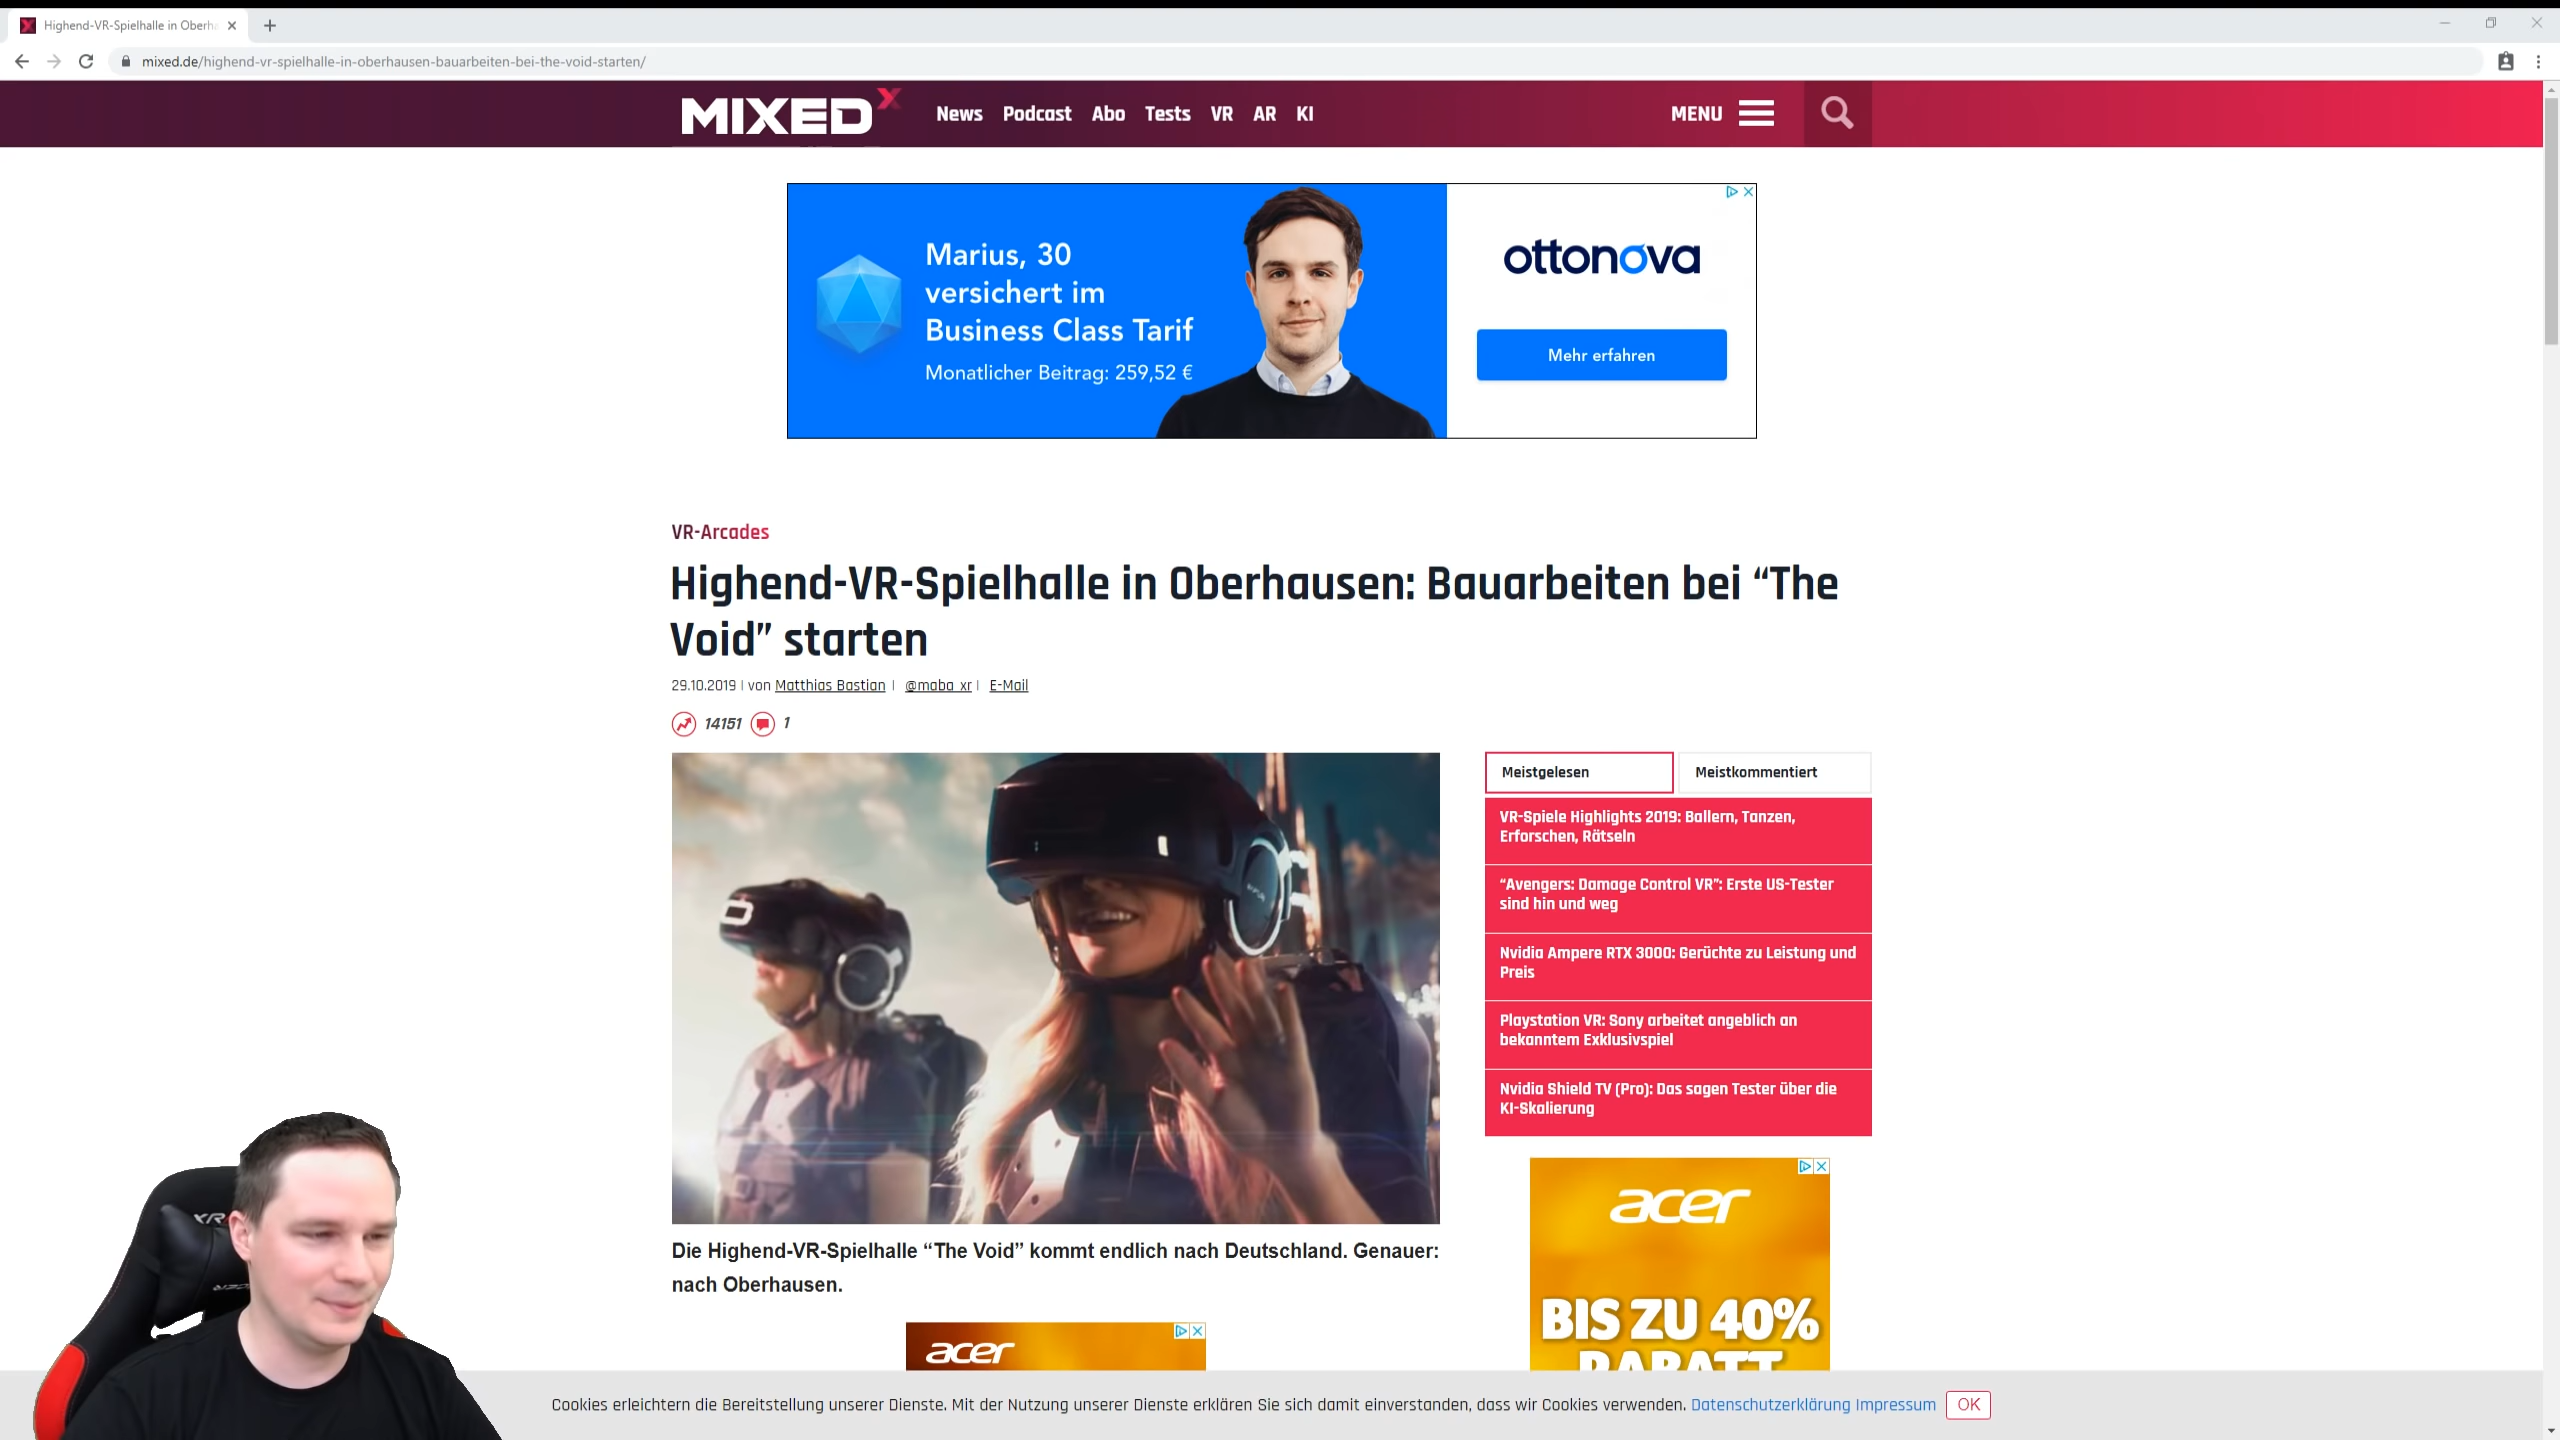 Highend-VR-Spielhalle in Oberha
mixed.de/highend-vr-spielhalle-in-oberhausen-bauarbeiten-bei-the-void-starten/
MIXED
News Podcast Abo Tests VR AR KI
MENU
Marius, 30
versichert im
Business Class Tarif
Monatlicher Beitrag: 259,52 €
ottonova
Mehr erfahren
VR-Arcades
Highend-VR-Spielhalle in Oberhausen: Bauarbeiten bei “The
Void” starten
29.10.2019 | von Matthias Bastian | @maba_xr | E-Mail
14151 1
Meistgelesen
Meistkommentiert
VR-Spiele Highlights 2019: Ballern, Tanzen,
Erforschen, Rätseln
“Avengers: Damage Control VR”: Erste US-Tester
sind hin und weg
Nvidia Ampere RTX 3000: Gerüchte zu Leistung und
Preis
Playstation VR: Sony arbeitet angeblich an
bekanntem Exklusivspiel
Nvidia Shield TV (Pro): Das sagen Tester über die
KI-Skalierung
Die Highend-VR-Spielhalle “The Void” kommt endlich nach Deutschland. Genauer:
nach Oberhausen.
acer
acer
BIS ZU 40%
RABATT
Cookies erleichtern die Bereitstellung unserer Dienste. Mit der Nutzung unserer Dienste erklären Sie sich damit einverstanden, dass wir Cookies verwenden. Datenschutzerklärung Impressum OK